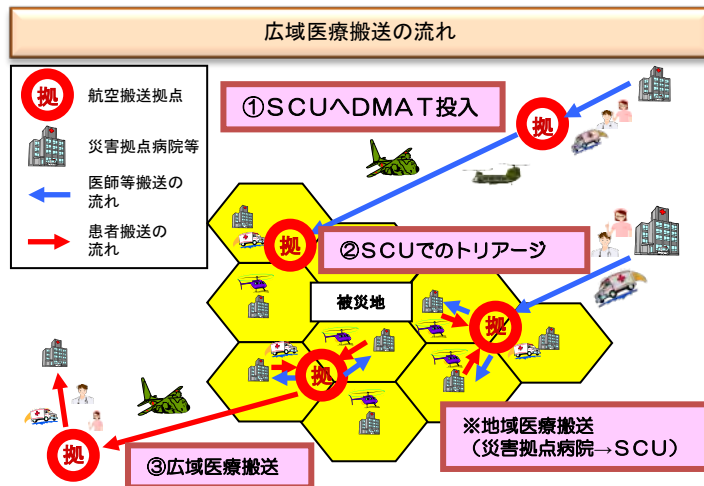 広域医療搬送の流れ
拠
航空搬送拠点
災害拠点病院等
医師等搬送の
流れ
患者搬送の
流れ
①ＳＣＵへＤＭＡＴ投入
拠
拠
②ＳＣＵでのトリアージ
被災地
拠
拠
※地域医療搬送
（災害拠点病院→ＳＣＵ）
拠
③広域医療搬送